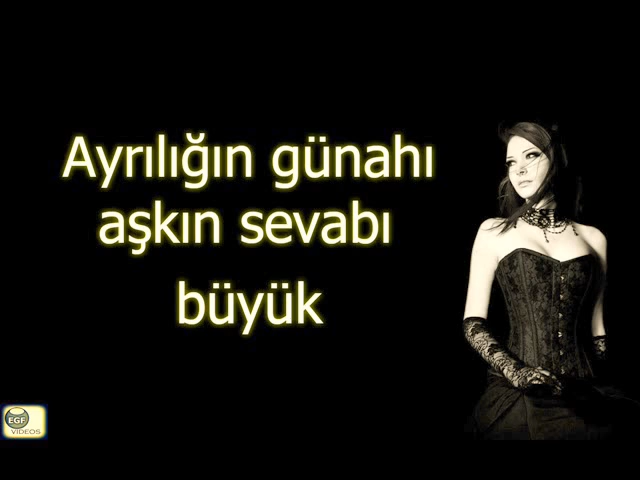 Ayrılığın günahı
aşkın sevabı
büyük
EGF
VIDEOS